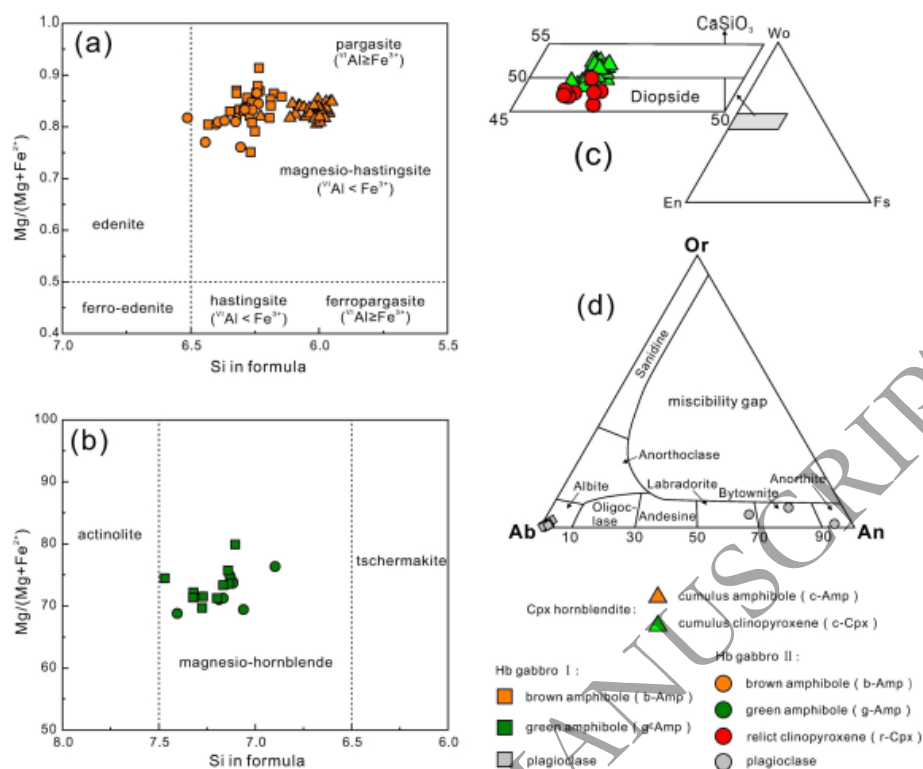 (a)
pargasite
(ⱽᴵAl≥Fe³⁺)
magnesio-hastingsite
(ⱽᴵAl < Fe³⁺)
edenite
ferro-edenite
hastingsite
(ⱽᴵAl < Fe³⁺)
ferropargasite
(ⱽᴵAl≥Fe³⁺)
Mg/(Mg+Fe²⁺)
1.0
0.9
0.8
0.7
0.6
0.5
0.4
7.0 6.5 6.0 5.5
Si in formula
(b)
actinolite
tschermakite
magnesio-hornblende
Mg/(Mg+Fe²⁺)
100
90
80
70
60
50
8.0 7.5 7.0 6.5 6.0
Si in formula
CaSiO₃
Wo
55
50
Diopside
45
50
(c)
En
Fs
Or
(d)
Sanidine
miscibility gap
Anorthoclase
Albite
Labradorite
Anorthite
Bytownite
Oligoc-
lase
Andesine
Ab
An
10 30 50 70 90
Cpx hornblendite :
cumulus amphibole ( c-Amp )
cumulus clinopyroxene ( c-Cpx )
Hb gabbro Ⅰ :
brown amphibole ( b-Amp )
green amphibole ( g-Amp )
plagioclase
Hb gabbro Ⅱ :
brown amphibole ( b-Amp )
green amphibole ( g-Amp )
relict clinopyroxene ( r-Cpx )
plagioclase
MANUSCRIPT